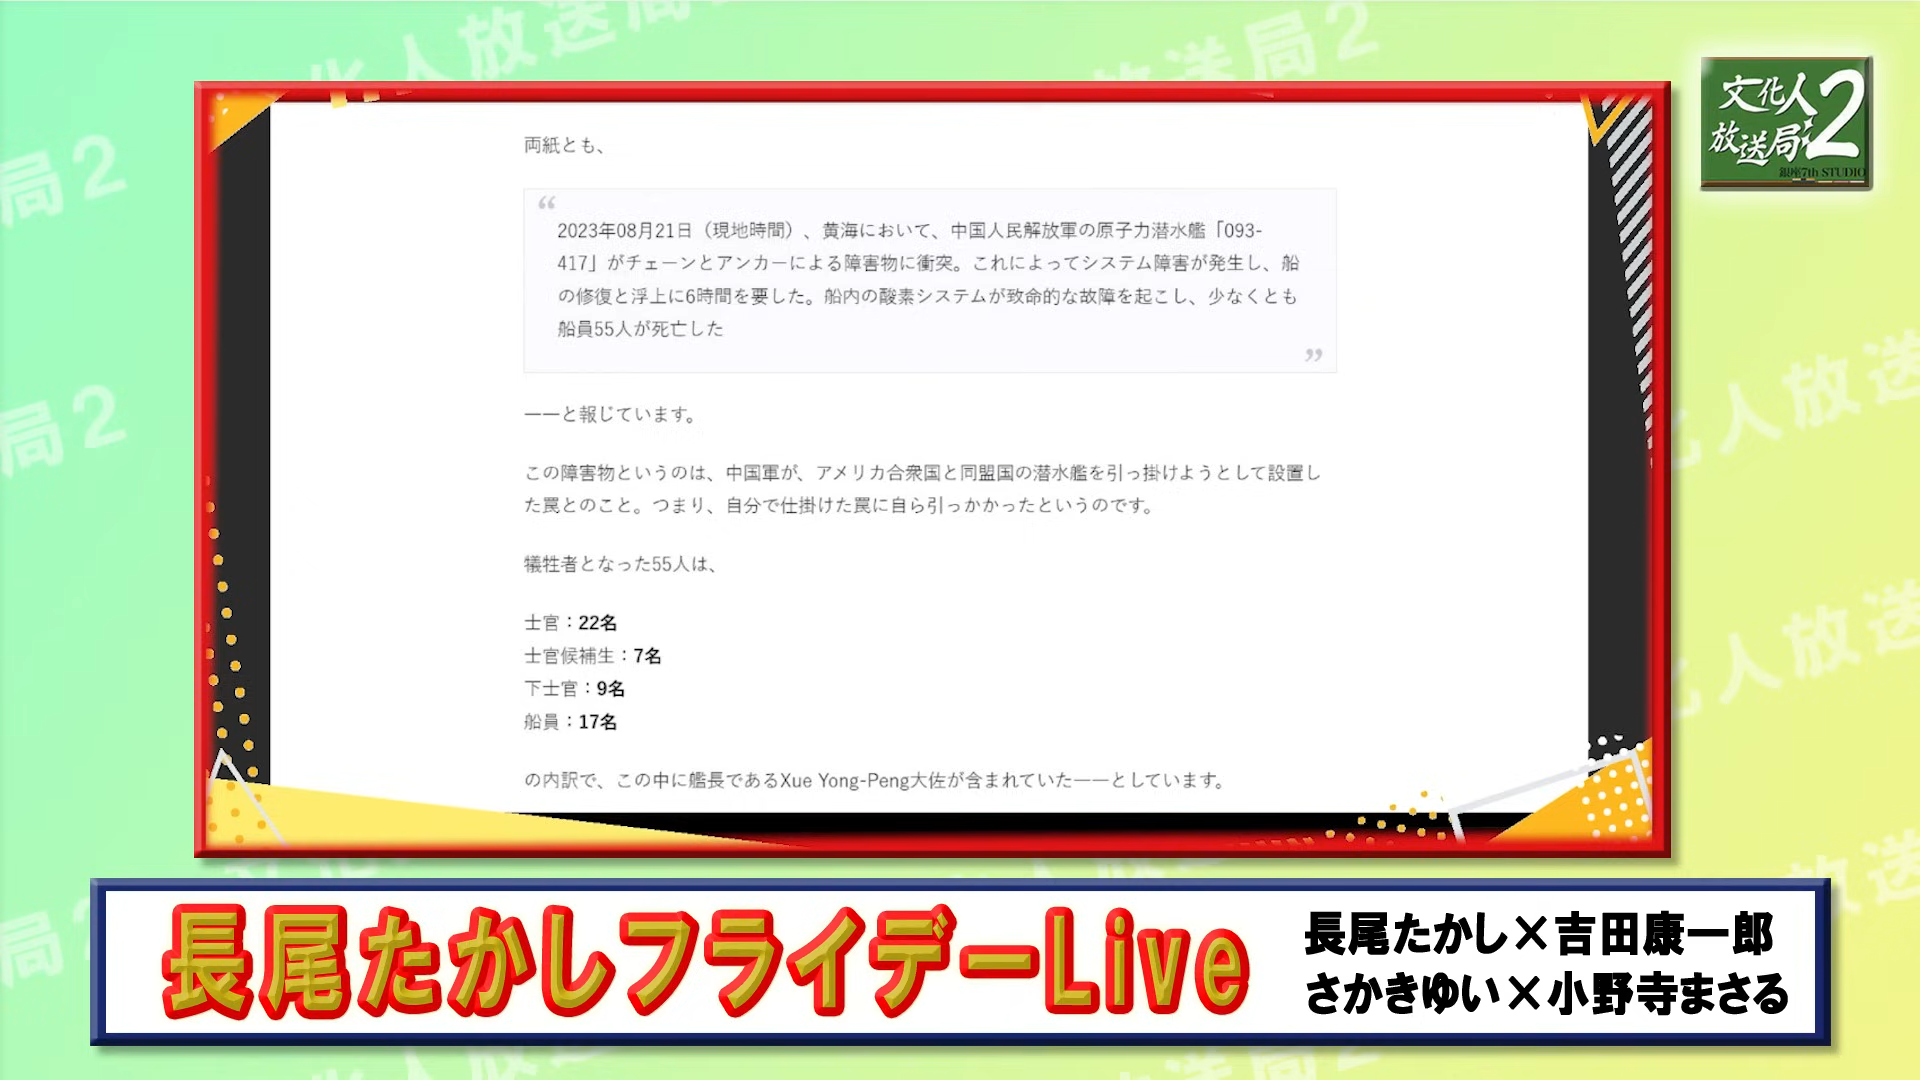 文化人
放送局2
銀座7th STUDIO
両紙とも、
“
2023年08月21日（現地時間）、黄海において、中国人民解放軍の原子力潜水艦「093-
417」がチェーンとアンカーによる障害物に衝突。これによってシステム障害が発生し、船
の修復と浮上に6時間を要した。船内の酸素システムが致命的な故障を起こし、少なくとも
船員55人が死亡した
”
――と報じています。
この障害物というのは、中国軍が、アメリカ合衆国と同盟国の潜水艦を引っ掛けようとして設置し
た罠とのこと。つまり、自分で仕掛けた罠に自ら引っかかったというのです。
犠牲者となった55人は、
士官：22名
士官候補生：7名
下士官：9名
船員：17名
の内訳で、この中に艦長であるXue Yong-Peng大佐が含まれていた――としています。
長尾たかしフライデーLive
長尾たかし×吉田康一郎
さかきゆい×小野寺まさる